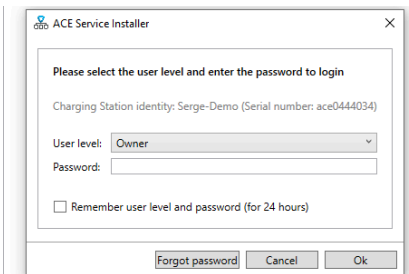 ACE Service Installer
Please select the user level and enter the password to login
Charging Station identity: Serge-Demo (Serial number: ace0444034)
User level: Owner
Password:
Remember user level and password (for 24 hours)
Forgot password Cancel Ok